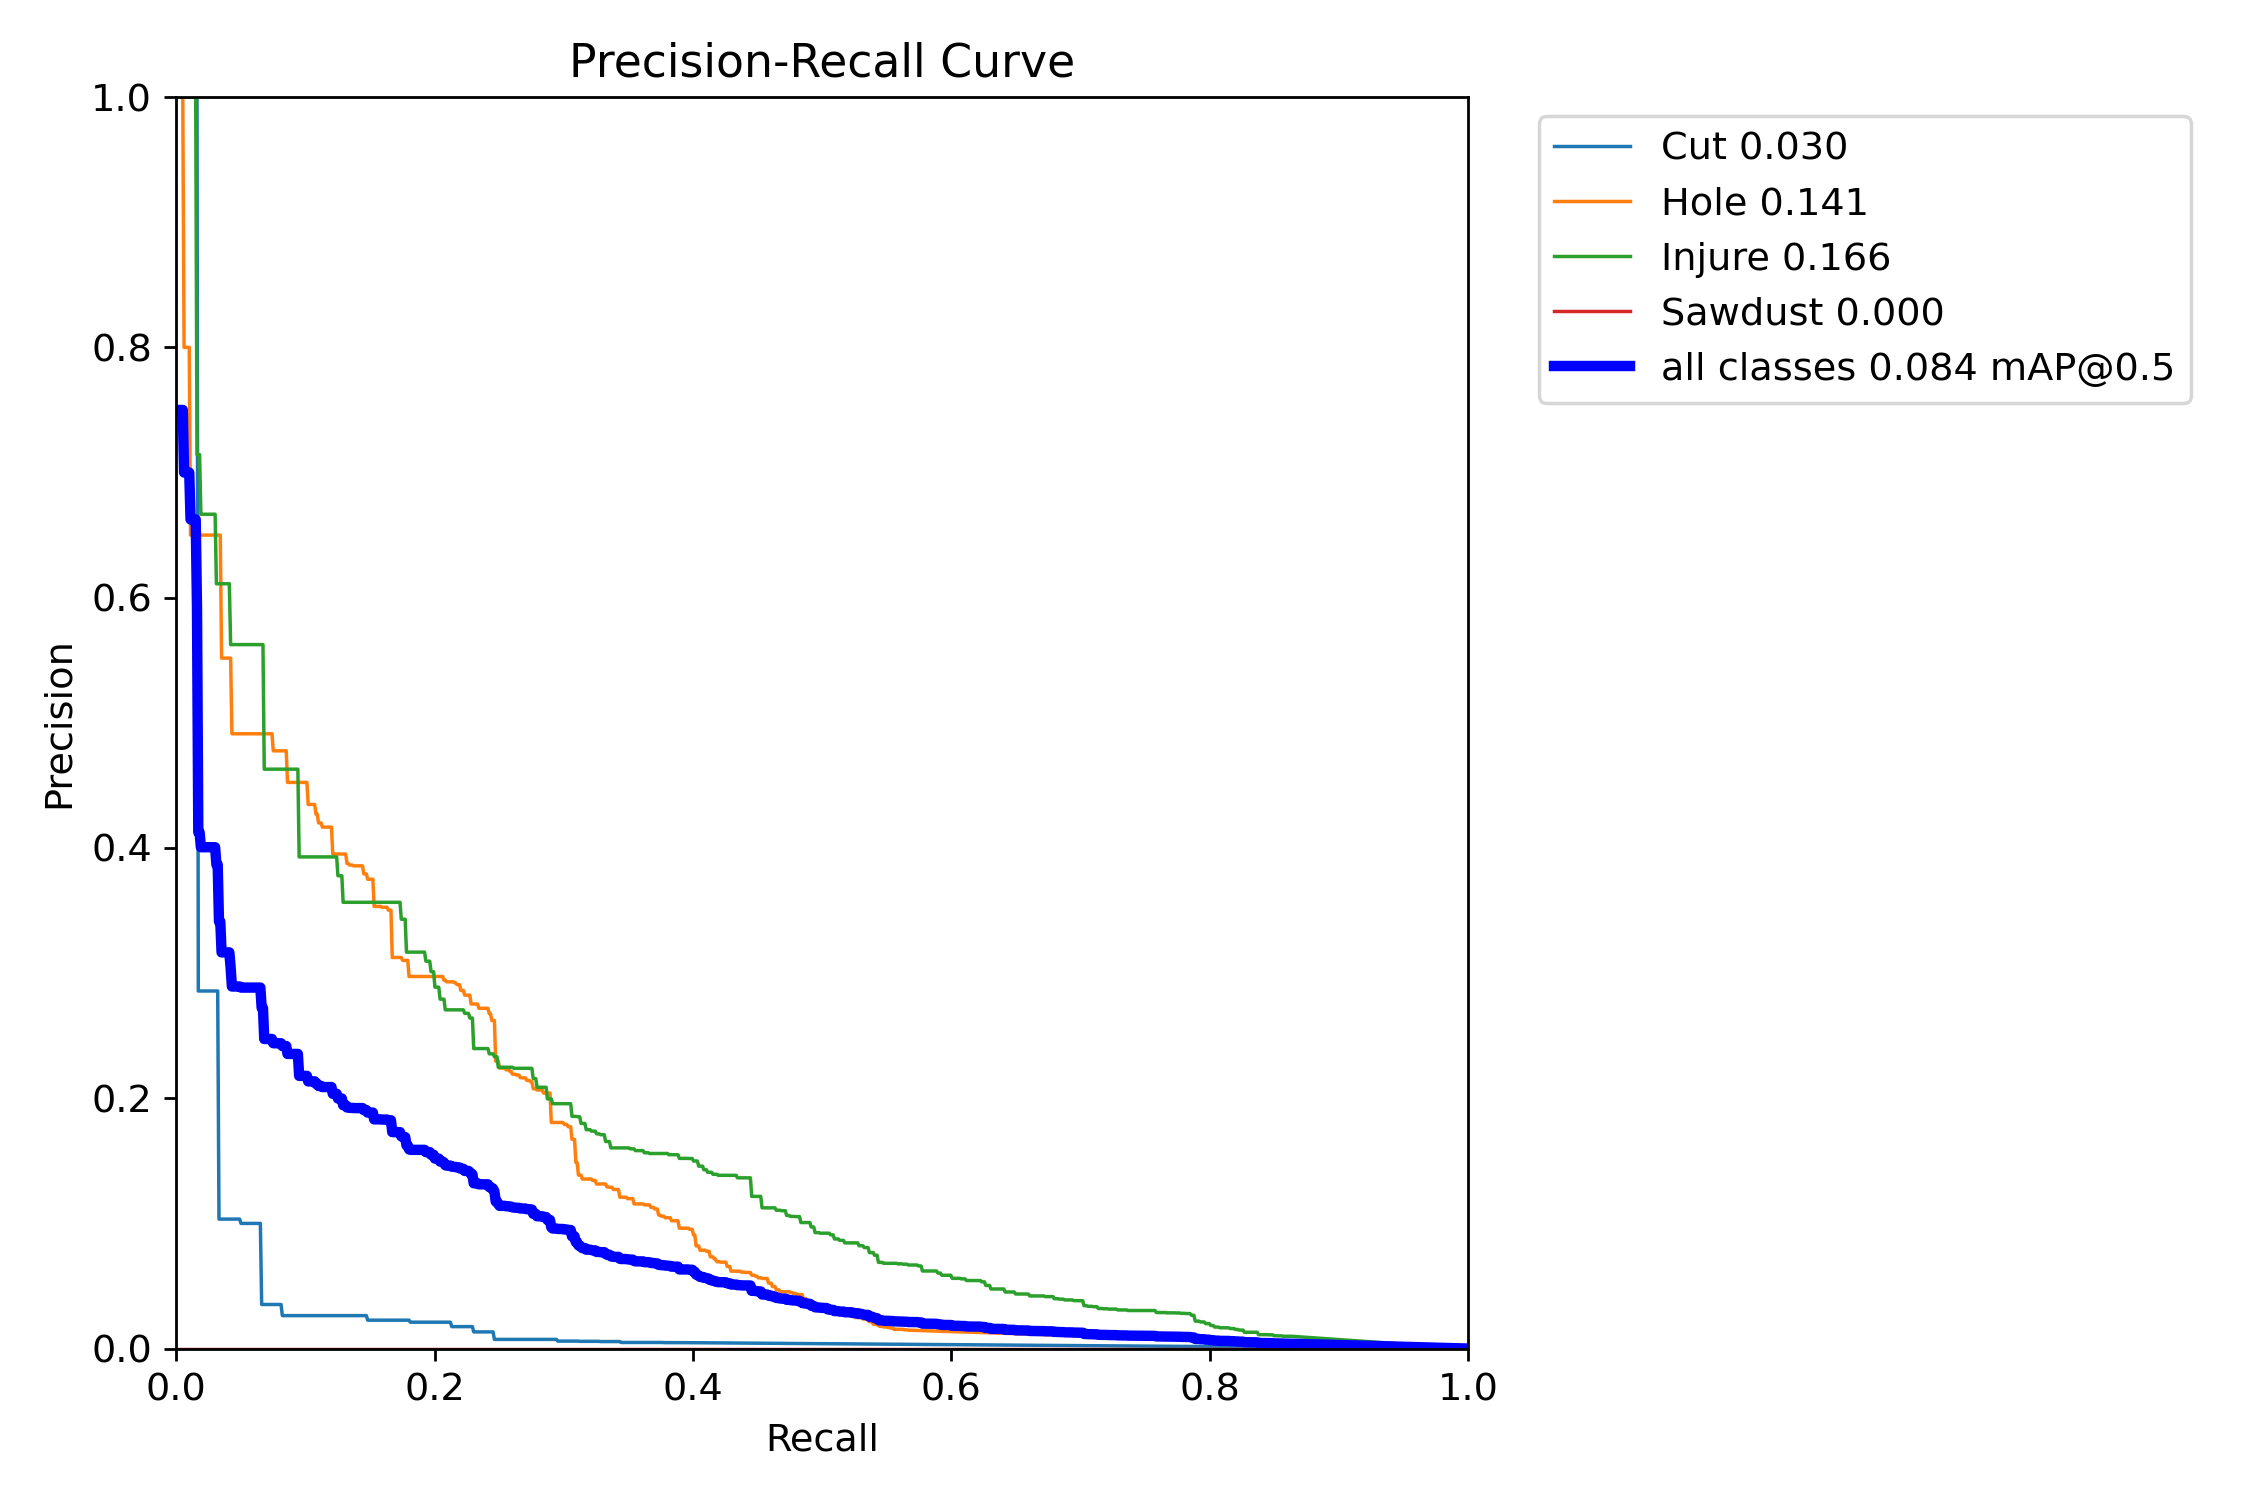 Precision-Recall Curve
1.0
0.8
0.6
0.4
0.2
0.0
Precision
0.0 0.2 0.4 0.6 0.8 1.0
Recall
Cut 0.030
Hole 0.141
Injure 0.166
Sawdust 0.000
all classes 0.084 mAP@0.5